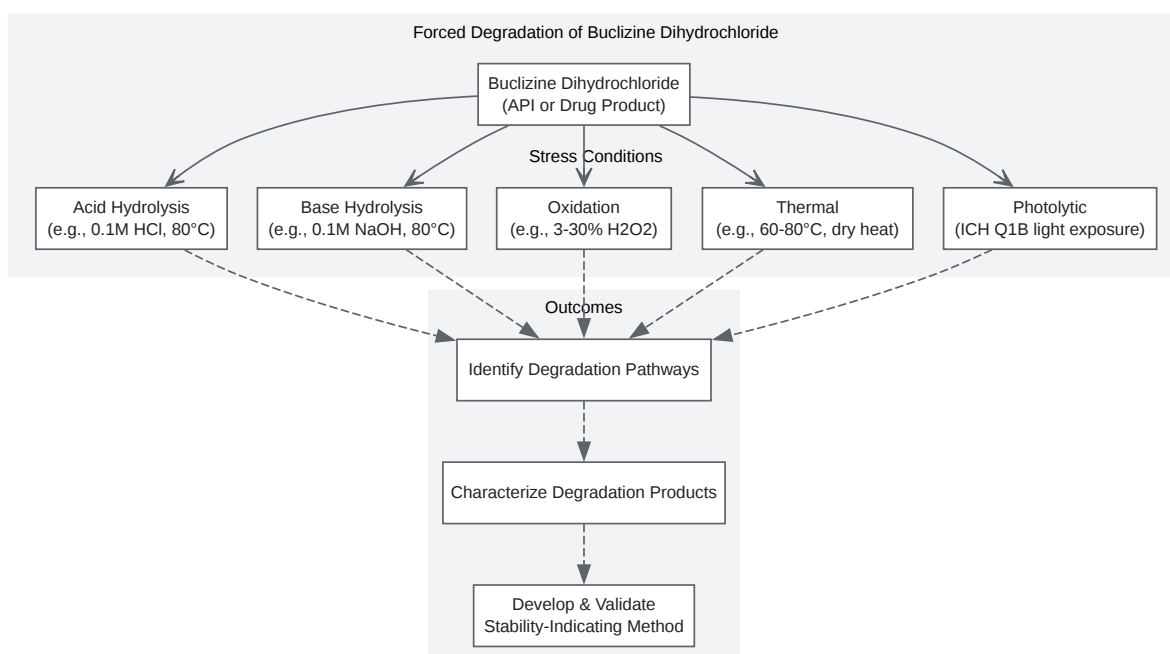 Forced Degradation of Buclizine Dihydrochloride
Buclizine Dihydrochloride
(API or Drug Product)
Stress Conditions
Acid Hydrolysis
(e.g., 0.1M HCl, 80°C)
Base Hydrolysis
(e.g., 0.1M NaOH, 80°C)
Oxidation
(e.g., 3-30% H2O2)
Thermal
(e.g., 60-80°C, dry heat)
Photolytic
(ICH Q1B light exposure)
Outcomes
Identify Degradation Pathways
Characterize Degradation Products
Develop & Validate
Stability-Indicating Method